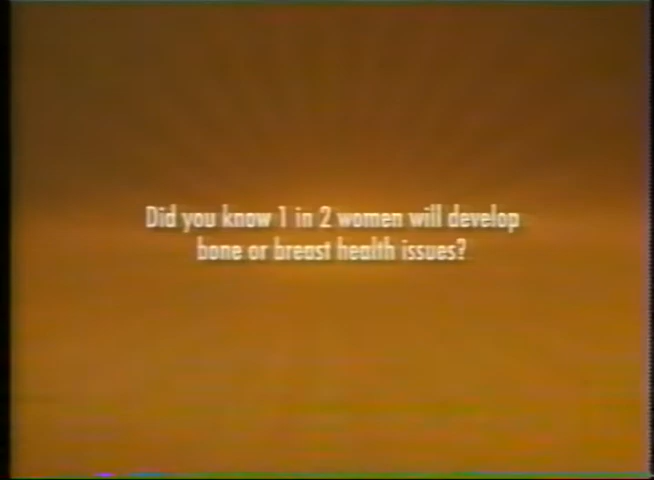 Did you know 1 in 2 women will develop
bone or breast health issues?